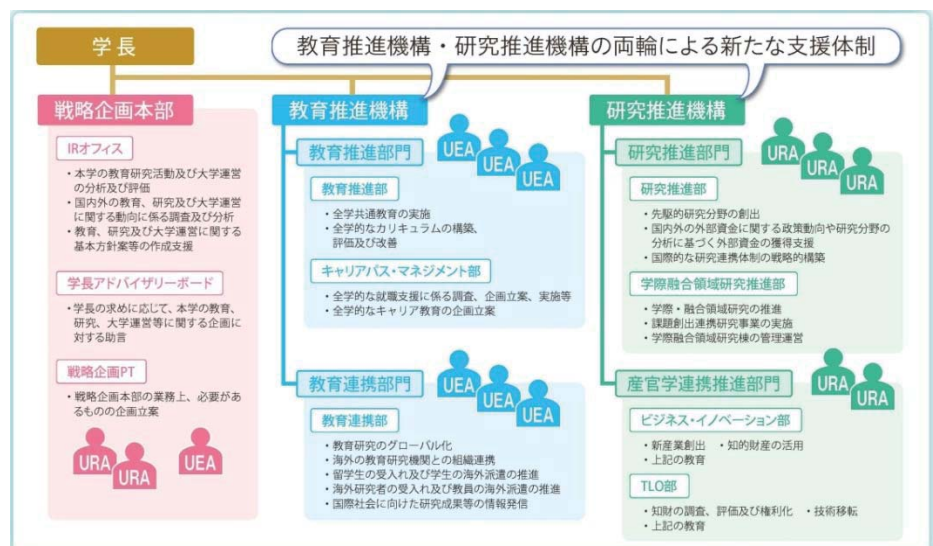 学長
教育推進機構・研究推進機構の両輪による新たな支援体制
戦略企画本部
IRオフィス
・本学の教育研究活動及び大学運営
の分析及び評価
・国内外の教育、研究及び大学運営
に関する動向に係る調査及び分析
・教育、研究及び大学運営に関する
基本方針案等の作成支援
学長アドバイザリーボード
・学長の求めに応じて、本学の教育、
研究、大学運営等に関する企画に
対する助言
戦略企画PT
・戦略企画本部の業務上、必要があ
るものの企画立案
URA
URA
UEA
教育推進機構
UEA
UEA
UEA
教育推進部門
教育推進部
・全学共通教育の実施
・全学的なカリキュラムの構築、
評価及び改善
キャリアパス・マネジメント部
・全学的な就職支援に係る調査、企画立案、実施等
・全学的なキャリア教育の企画立案
教育連携部門
UEA
UEA
UEA
教育連携部
・教育研究のグローバル化
・海外の教育研究機関との組織連携
・留学生の受入れ及び学生の海外派遣の推進
・海外研究者の受入れ及び教員の海外派遣の推進
・国際社会に向けた研究成果等の情報発信
研究推進機構
URA
URA
URA
研究推進部門
研究推進部
・先駆的研究分野の創出
・国内外の外部資金に関する政策動向や研究分野の
分析に基づく外部資金の獲得支援
・国際的な研究連携体制の戦略的構築
学際融合領域研究推進部
・学際・融合領域研究の推進
・課題創出連携研究事業の実施
・学際融合領域研究棟の管理運営
産官学連携推進部門
URA
URA
ビジネス・イノベーション部
・新産業創出 ・知的財産の活用
・上記の教育
TLO部
・知財の調査、評価及び権利化 ・技術移転
・上記の教育